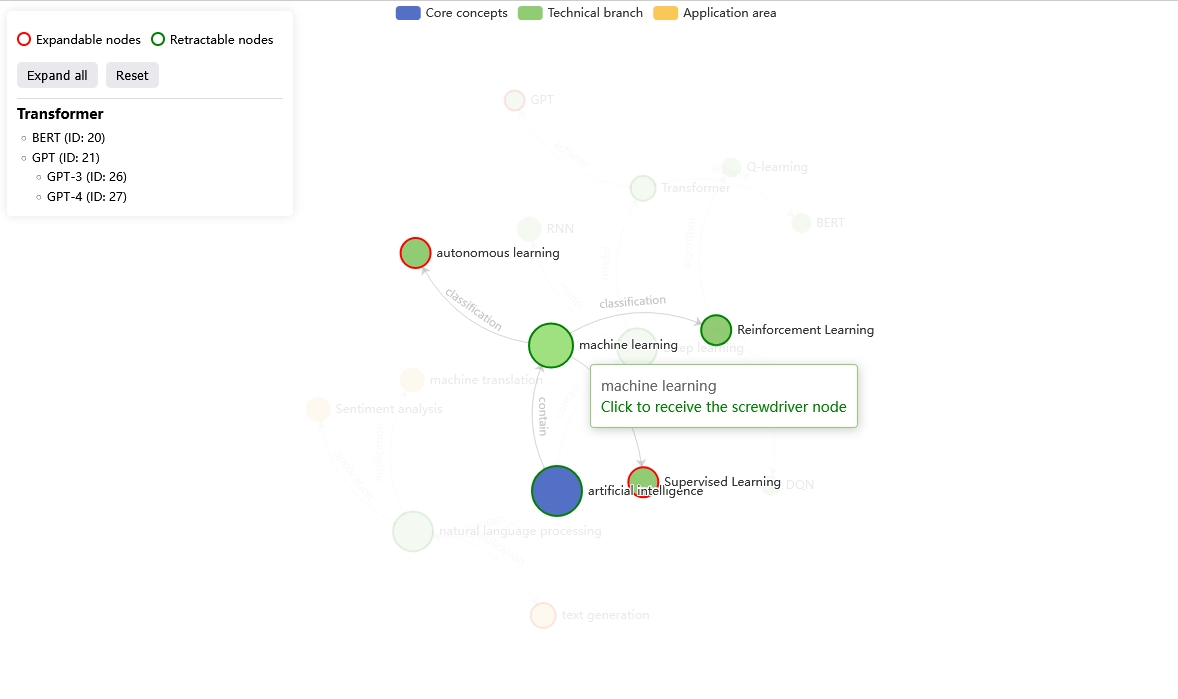 Core concepts
Technical branch
Application area
Expandable nodes
Retractable nodes
Expand all
Reset
Transformer
BERT (ID: 20)
GPT (ID: 21)
GPT-3 (ID: 26)
GPT-4 (ID: 27)
GPT
Q-learning
Transformer
BERT
RNN
autonomous learning
classification
classification
Reinforcement Learning
machine learning
deep learning
machine learning
Click to receive the screwdriver node
machine translation
Sentiment analysis
contain
Supervised Learning
artificial intelligence
DQN
natural language processing
text generation